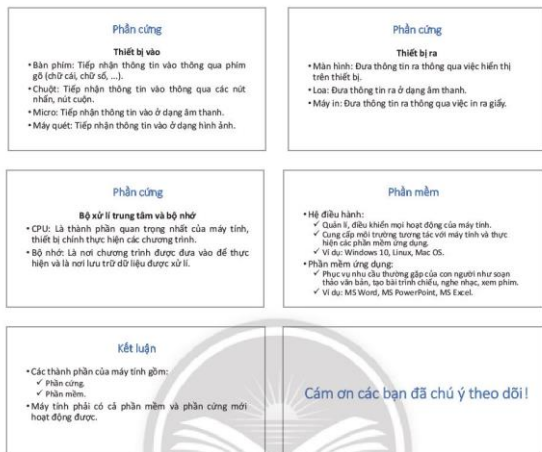 Phần cứng
Thiết bị vào
• Bàn phím: Tiếp nhận thông tin vào thông qua phím
gõ (chữ cái, chữ số, ...).
• Chuột: Tiếp nhận thông tin vào thông qua các nút
nhấn, nút cuộn.
• Micro: Tiếp nhận thông tin vào ở dạng âm thanh.
• Máy quét: Tiếp nhận thông tin vào ở dạng hình ảnh.
Phần cứng
Thiết bị ra
• Màn hình: Đưa thông tin ra thông qua việc hiển thị
trên thiết bị.
• Loa: Đưa thông tin ra ở dạng âm thanh.
• Máy in: Đưa thông tin ra thông qua việc in ra giấy.
Phần cứng
Bộ xử lí trung tâm và bộ nhớ
• CPU: Là thành phần quan trọng nhất của máy tính,
thiết bị chính thực hiện các chương trình.
• Bộ nhớ: Là nơi chương trình được đưa vào để thực
hiện và là nơi lưu trữ dữ liệu được xử lí.
Phần mềm
• Hệ điều hành:
✓ Quản lí, điều khiển mọi hoạt động của máy tính.
✓ Cung cấp môi trường tương tác với máy tính và thực
hiện các phần mềm ứng dụng.
✓ Ví dụ: Windows 10, Linux, Mac OS.
• Phần mềm ứng dụng:
✓ Phục vụ nhu cầu thường gặp của con người như soạn
thảo văn bản, tạo bài trình chiếu, nghe nhạc, xem phim.
✓ Ví dụ: MS Word, MS PowerPoint, MS Excel.
Kết luận
• Các thành phần của máy tính gồm:
✓ Phần cứng.
✓ Phần mềm.
• Máy tính phải có cả phần mềm và phần cứng mới
hoạt động được.
Cám ơn các bạn đã chú ý theo dõi!